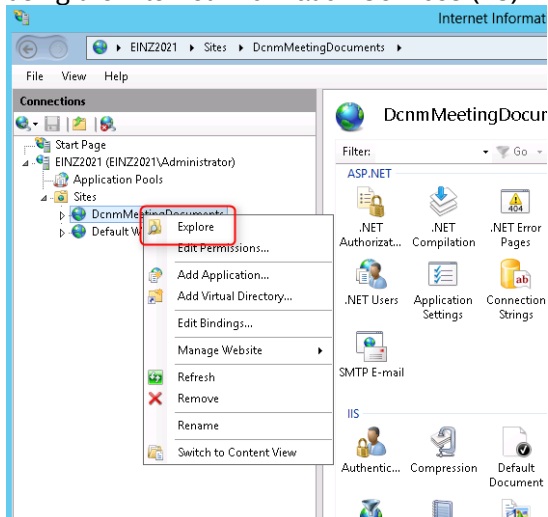 Internet Informat
EINZ2021 ▸ Sites ▸ DcnmMeetingDocuments ▸
File View Help
Connections
DcnmMeetingDocur
Start Page
Filter: Go
EINZ2021 (EINZ2021\Administrator)
ASP.NET
Application Pools
Sites
DcnmMeetingDocuments
Default W
Explore
Edit Permissions...
Add Application...
Add Virtual Directory...
Edit Bindings...
Manage Website
Refresh
Remove
Rename
Switch to Content View
.NET Authorizat...
.NET Compilation
404
.NET Error Pages
.NET Users
Application Settings
ab
Connection Strings
SMTP E-mail
IIS
Authentic...
Compression
Default Document